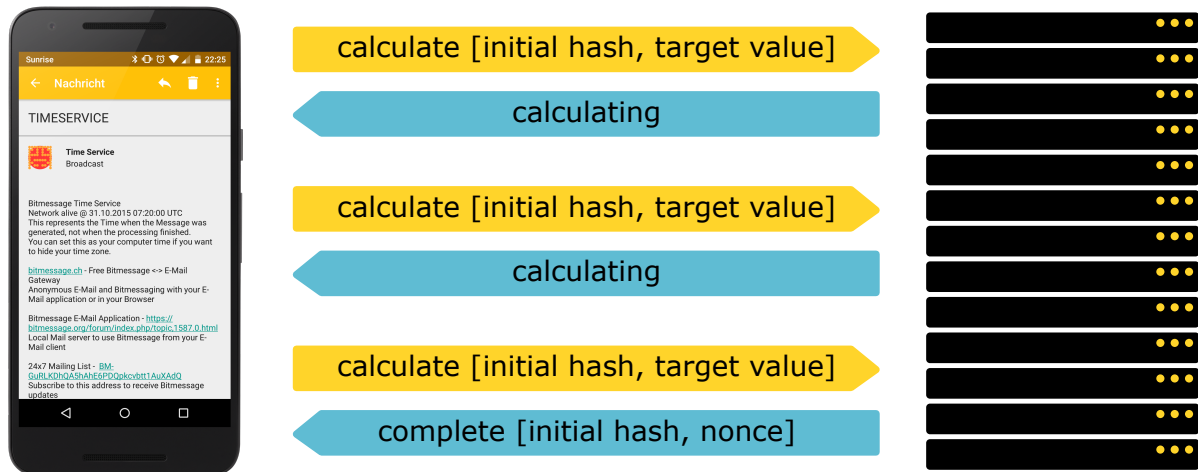 Sunrise 22:25
Nachricht
TIMESERVICE
Time Service
Broadcast
Bitmessage Time Service
Network alive @ 31.10.2015 07:20:00 UTC
This represents the Time when the Message was
generated, not when the processing finished.
You can set this as your computer time if you want
to hide your time zone.
bitmessage.ch - Free Bitmessage <-> E-Mail
Gateway
Anonymous E-Mail and Bitmessaging with your E-
Mail application or in your Browser
Bitmessage E-Mail Application - https://
bitmessage.org/forum/index.php/topic,1587.0.html
Local Mail server to use Bitmessage from your E-
Mail client
24x7 Mailing List - BM-
GuRLKDhQA5hAhE6PDQpkcvbtt1AuXAdQ
Subscribe to this address to receive Bitmessage
updates
calculate [initial hash, target value]
calculating
calculate [initial hash, target value]
calculating
calculate [initial hash, target value]
complete [initial hash, nonce]